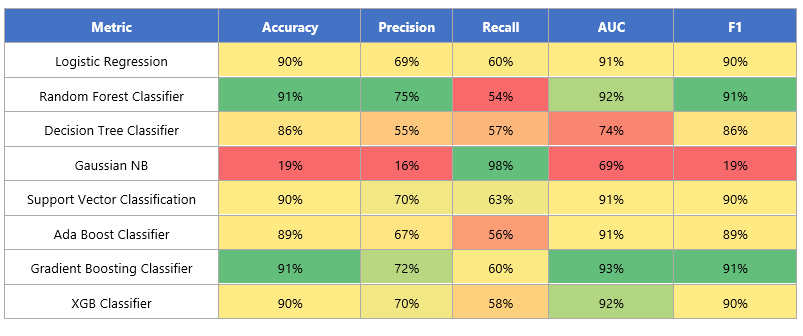 Metric Accuracy Precision Recall AUC F1
Logistic Regression 90% 69% 60% 91% 90%
Random Forest Classifier 91% 75% 54% 92% 91%
Decision Tree Classifier 86% 55% 57% 74% 86%
Gaussian NB 19% 16% 98% 69% 19%
Support Vector Classification 90% 70% 63% 91% 90%
Ada Boost Classifier 89% 67% 56% 91% 89%
Gradient Boosting Classifier 91% 72% 60% 93% 91%
XGB Classifier 90% 70% 58% 92% 90%